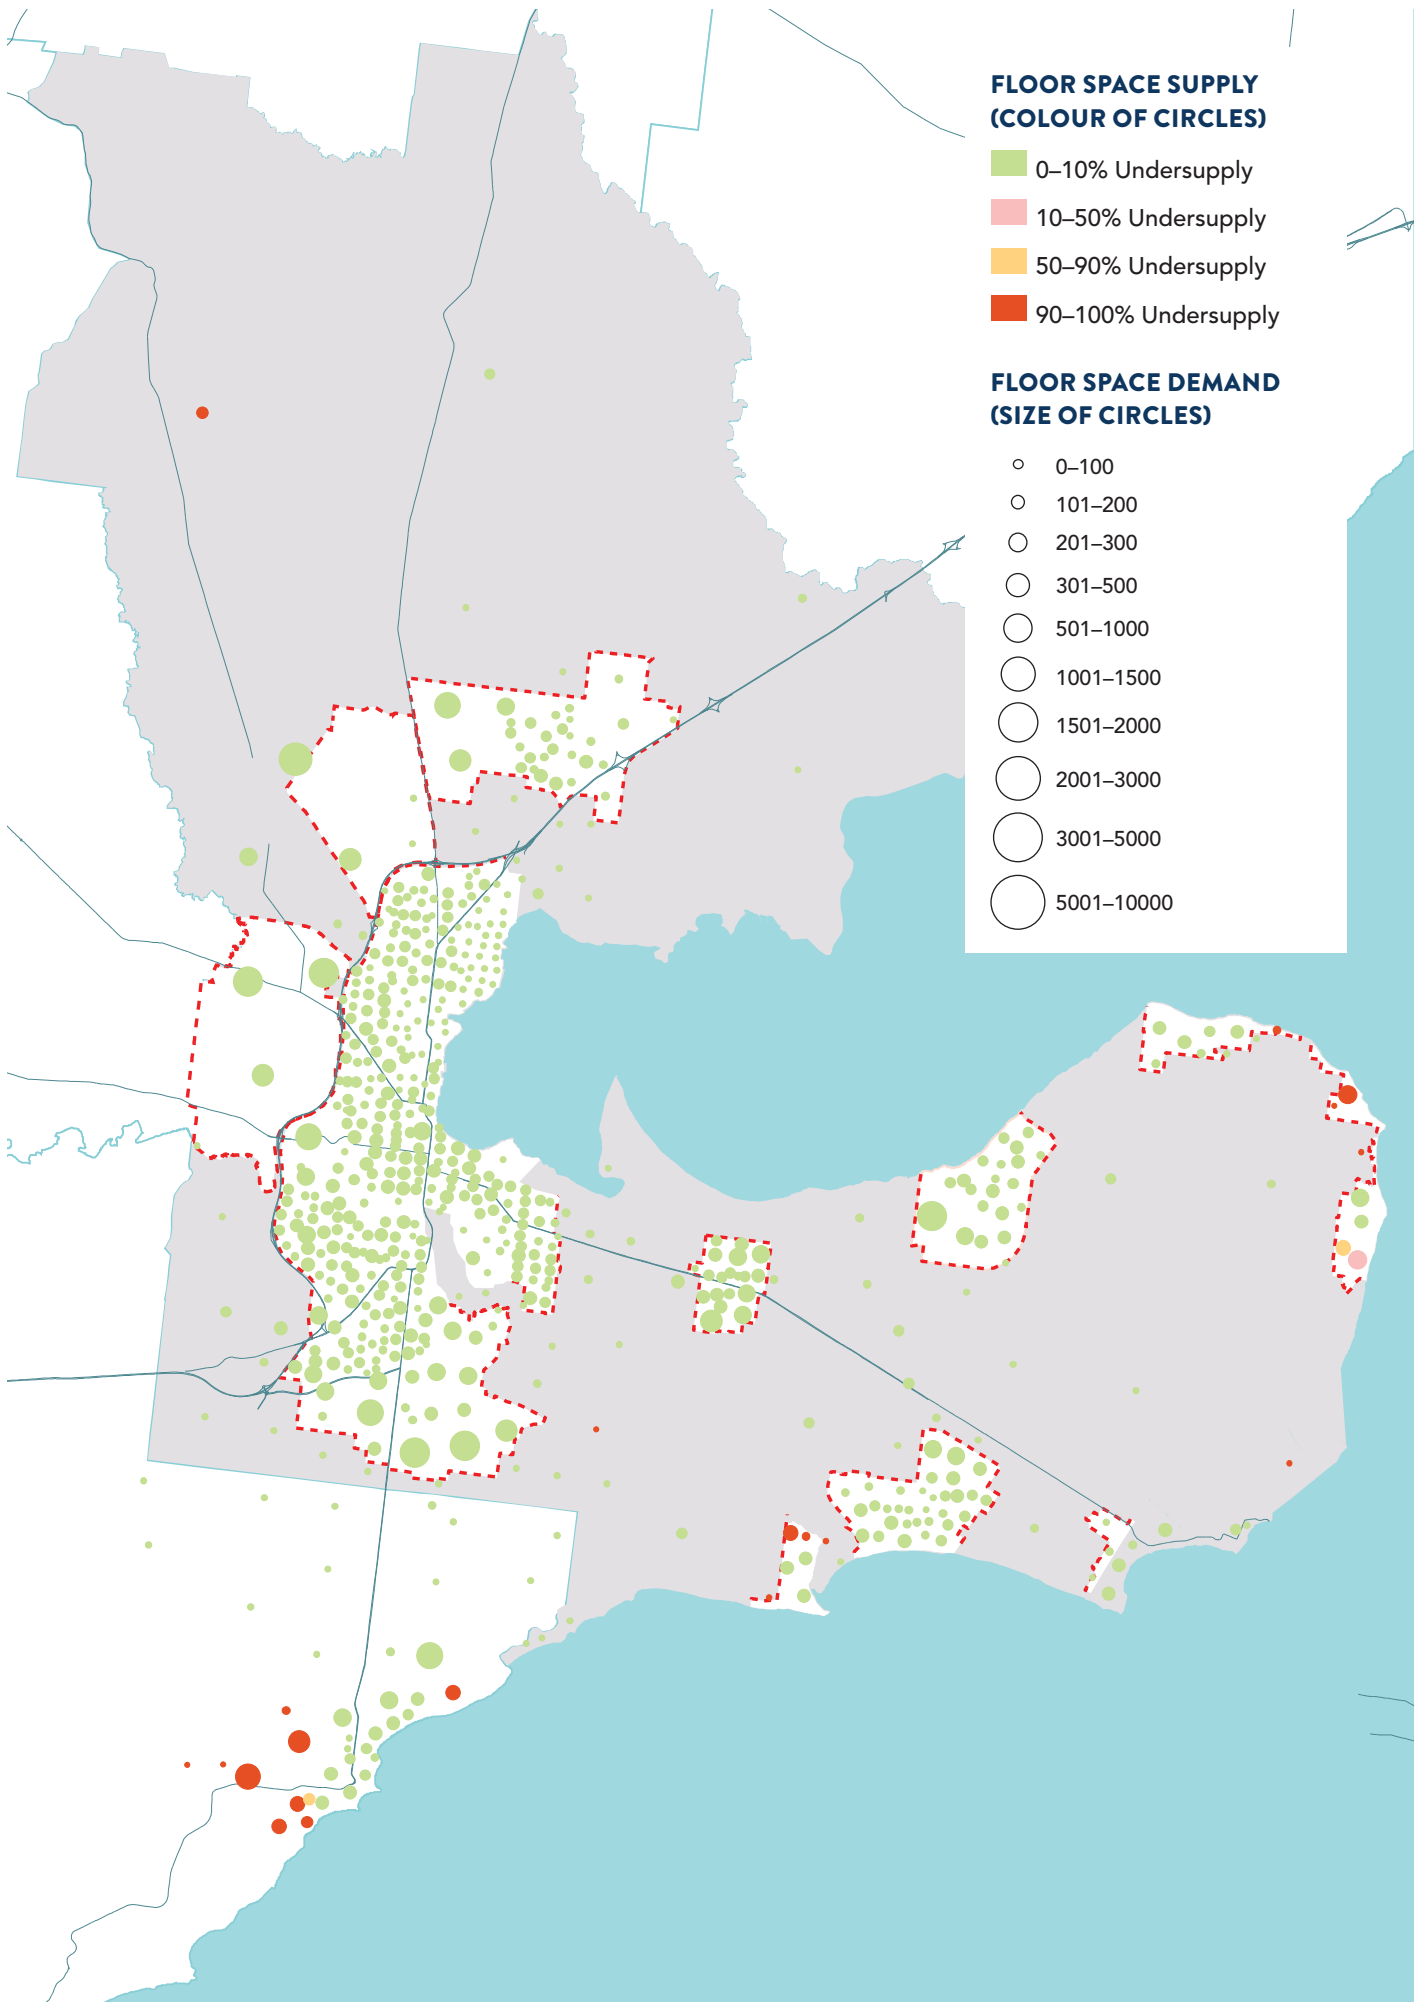 FLOOR SPACE SUPPLY
(COLOUR OF CIRCLES)
0–10% Undersupply
10–50% Undersupply
50–90% Undersupply
90–100% Undersupply
FLOOR SPACE DEMAND
(SIZE OF CIRCLES)
0–100
101–200
201–300
301–500
501–1000
1001–1500
1501–2000
2001–3000
3001–5000
5001–10000